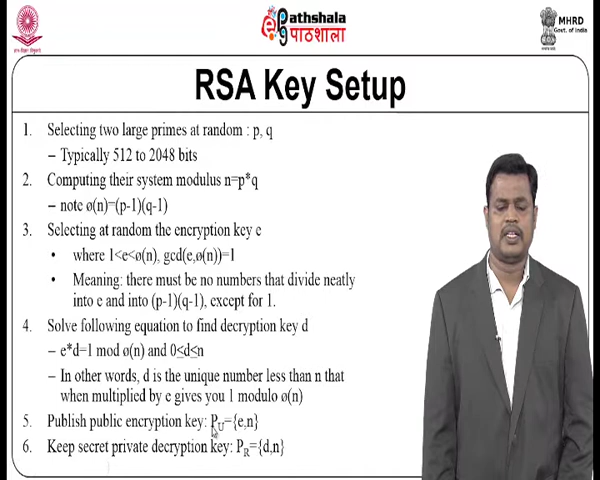 Pathshala
पाठशाला
MHRD
Govt. of India
RSA Key Setup
1. Selecting two large primes at random : p, q
– Typically 512 to 2048 bits
2. Computing their system modulus n=p*q
– note ø(n)=(p-1)(q-1)
3. Selecting at random the encryption key e
• where 1<e<ø(n), gcd(e,ø(n))=1
• Meaning: there must be no numbers that divide neatly
into e and into (p-1)(q-1), except for 1.
4. Solve following equation to find decryption key d
– e*d=1 mod ø(n) and 0≤d≤n
– In other words, d is the unique number less than n that
when multiplied by e gives you 1 modulo ø(n)
5. Publish public encryption key: PU={e,n}
6. Keep secret private decryption key: PR={d,n}